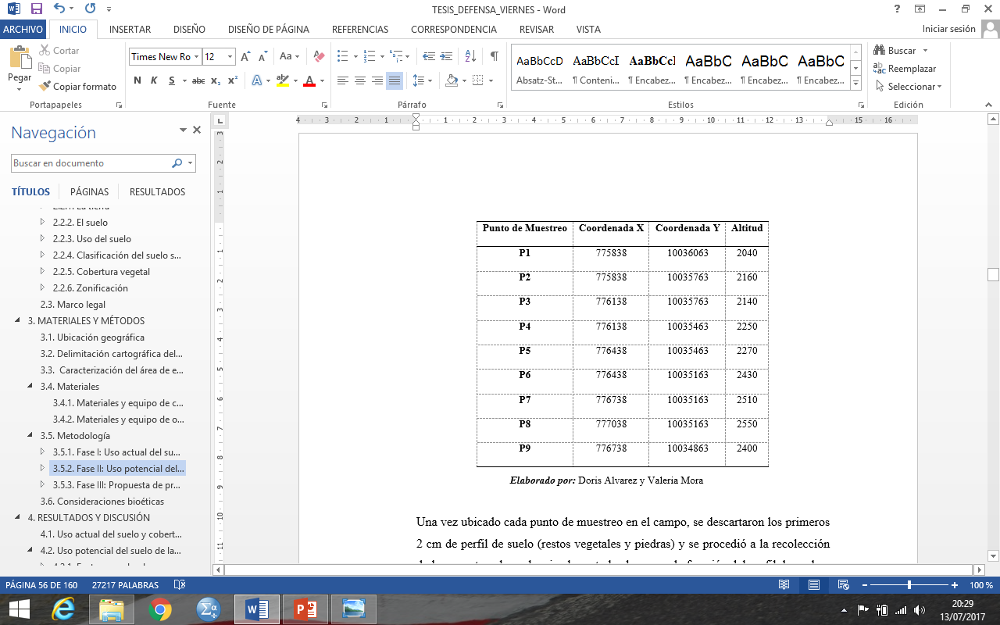 TESIS_DEFENSA_VIERNES - Word
ARCHIVO INICIO INSERTAR DISEÑO DISEÑO DE PÁGINA REFERENCIAS CORRESPONDENCIA REVISAR VISTA Iniciar sesión
Pegar
Cortar
Copiar
Copiar formato
Portapapeles
Times New Ro 12
Fuente
Párrafo
AaBbCcD AaBbCcI AaBbCcI AaBbC AaBbC AaBbC
Absatz-St... ¶ Conteni... ¶ Encabez... ¶ Encabez... ¶ Encabez... ¶ Encabez...
Estilos
Buscar
Reemplazar
Seleccionar
Edición
Navegación
Buscar en documento
TÍTULOS PÁGINAS RESULTADOS
2.2.2. El suelo
2.2.3. Uso del suelo
2.2.4. Clasificación del suelo s...
2.2.5. Cobertura vegetal
2.2.6. Zonificación
2.3. Marco legal
3. MATERIALES Y MÉTODOS
3.1. Ubicación geográfica
3.2. Delimitación cartográfica del...
3.3. Caracterización del área de e...
3.4. Materiales
3.4.1. Materiales y equipo de c...
3.4.2. Materiales y equipo de o...
3.5. Metodología
3.5.1. Fase I: Uso actual del su...
3.5.2. Fase II: Uso potencial del...
3.5.3. Fase III: Propuesta de pr...
3.6. Consideraciones bioéticas
4. RESULTADOS Y DISCUSIÓN
4.1. Uso actual del suelo y cobert...
4.2. Uso potencial del suelo de la...
Punto de Muestreo Coordenada X Coordenada Y Altitud
P1 775838 10036063 2040
P2 775838 10035763 2160
P3 776138 10035763 2140
P4 776138 10035463 2250
P5 776438 10035463 2270
P6 776438 10035163 2430
P7 776738 10035163 2510
P8 777038 10035163 2550
P9 776738 10034863 2400
Elaborado por: Doris Alvarez y Valeria Mora
Una vez ubicado cada punto de muestreo en el campo, se descartaron los primeros
2 cm de perfil de suelo (restos vegetales y piedras) y se procedió a la recolección
PÁGINA 56 DE 160 27217 PALABRAS 100 %
20:29
13/07/2017